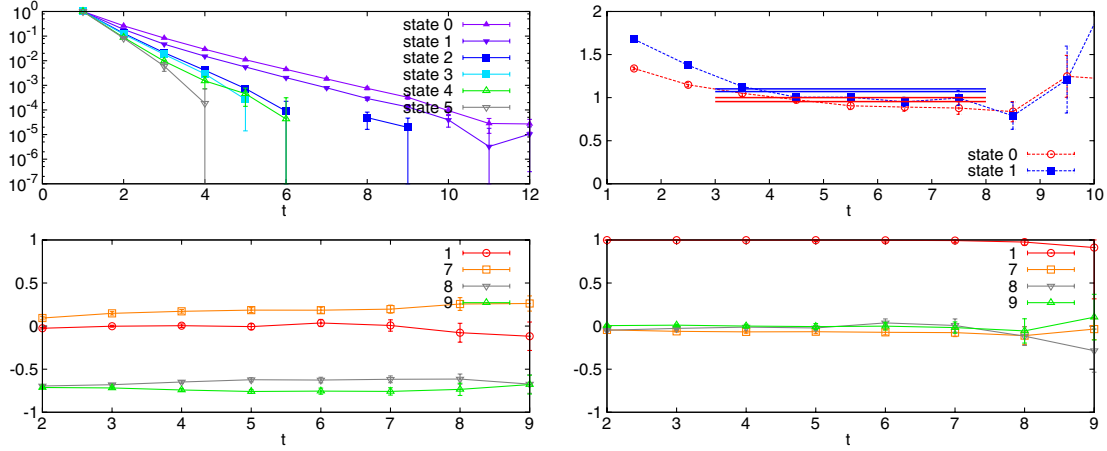 10^0
10^-1
10^-2
10^-3
10^-4
10^-5
10^-6
10^-7
0 2 4 6 8 10 12
t
state 0
state 1
state 2
state 3
state 4
state 5
2
1.5
1
0.5
0
1 2 3 4 5 6 7 8 9 10
t
state 0
state 1
1
0.5
0
-0.5
-1
2 3 4 5 6 7 8 9
t
1
7
8
9
1
0.5
0
-0.5
-1
2 3 4 5 6 7 8 9
t
1
7
8
9